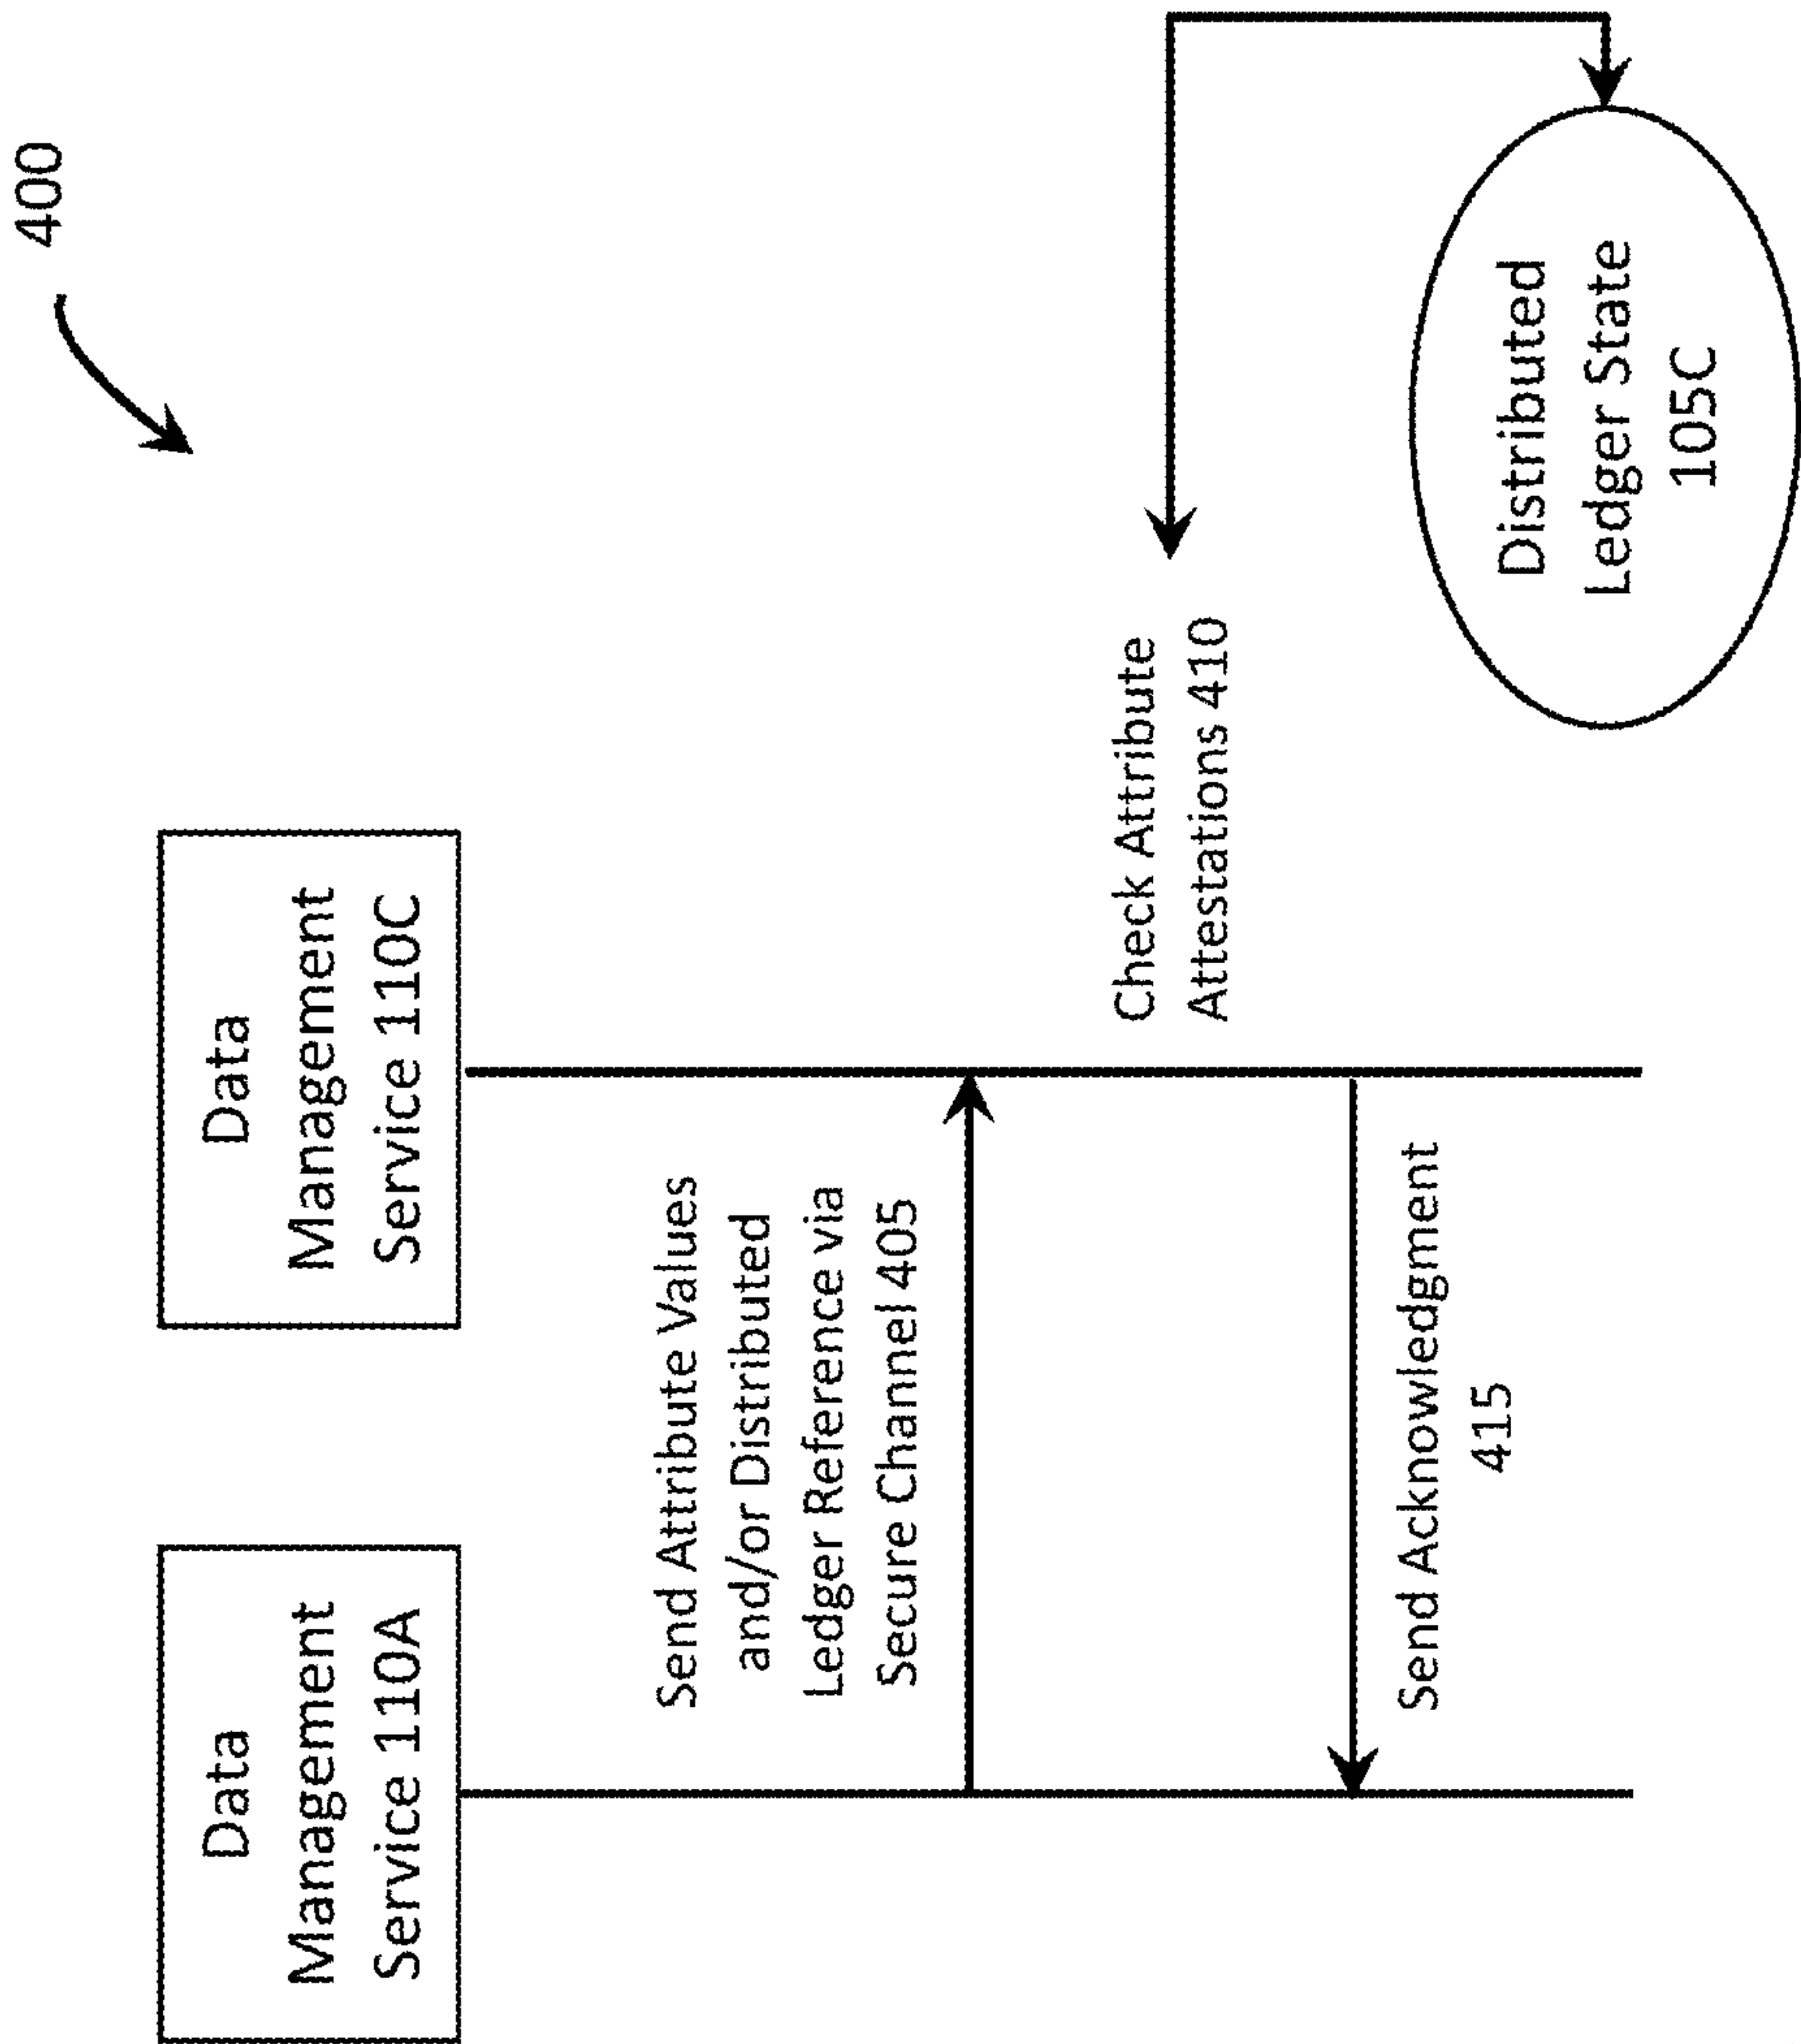 400
Data
Management
Service 110A
Data
Management
Service 110C
Send Attribute Values
and/or Distributed
Ledger Reference via
Secure Channel 405
Check Attribute
Attestations 410
Send Acknowledgment
415
Distributed
Ledger State
105C